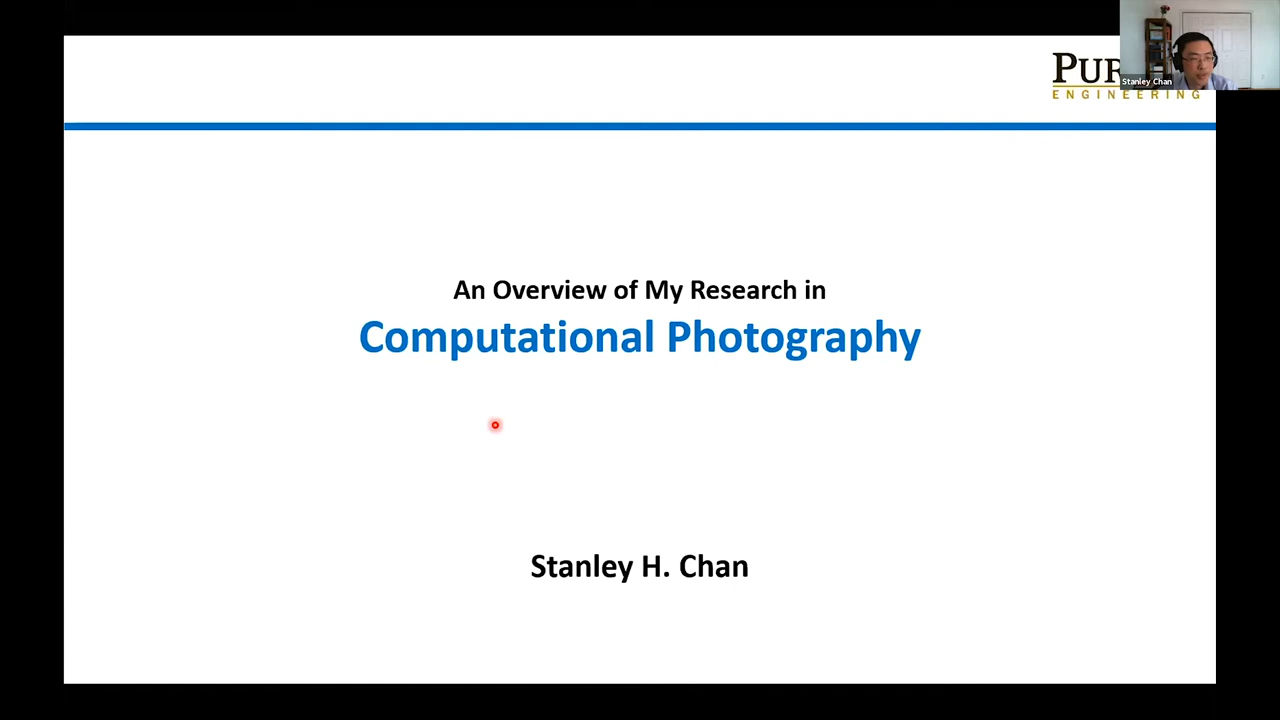 PUR
Stanley Chan
ENGINEERING
An Overview of My Research in
Computational Photography
Stanley H. Chan